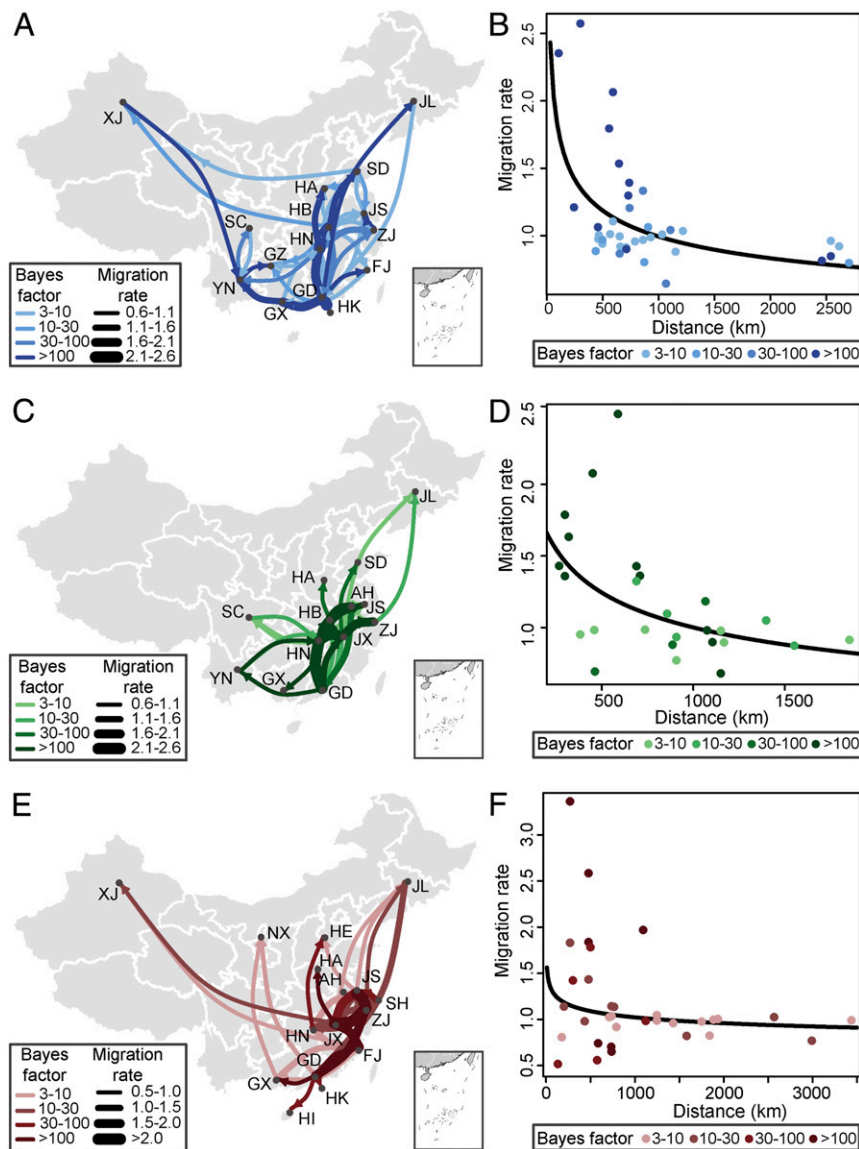 A
XJ
JL
SD
HA
HB
JS
SC
HN
ZJ
GZ
FJ
YN
GD
GX
HK
Bayes factor
Migration rate
3-10
0.6-1.1
10-30
1.1-1.6
30-100
1.6-2.1
>100
2.1-2.6
B
Migration rate
2.5
2.0
1.5
1.0
0
500
1000
1500
2000
2500
Distance (km)
Bayes factor 3-10 10-30 30-100 >100
C
JL
SD
HA
AH
JS
SC
HB
ZJ
HN
JX
YN
GX
GD
Bayes factor
Migration rate
3-10
0.6-1.1
10-30
1.1-1.6
30-100
1.6-2.1
>100
2.1-2.6
D
Migration rate
2.5
2.0
1.5
1.0
500
1000
1500
Distance (km)
Bayes factor 3-10 10-30 30-100 >100
E
XJ
JL
NX
HE
HA
AH
JS
SH
ZJ
HN
JX
FJ
GD
GX
HK
HI
Bayes factor
Migration rate
3-10
0.5-1.0
10-30
1.0-1.5
30-100
1.5-2.0
>100
>2.0
F
Migration rate
3.0
2.5
2.0
1.5
1.0
0.5
0
1000
2000
3000
Distance (km)
Bayes factor 3-10 10-30 30-100 >100